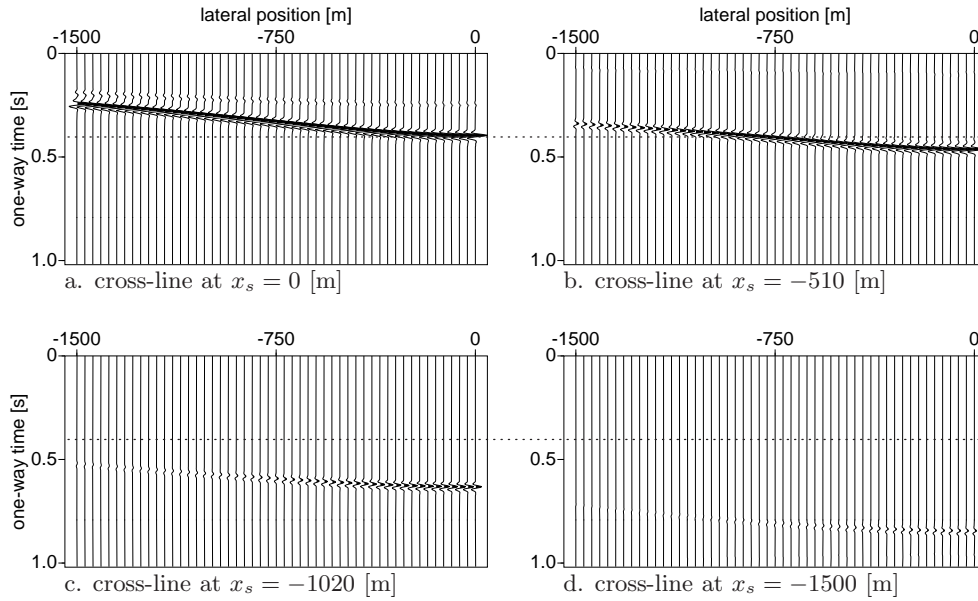 lateral position [m]
lateral position [m]
-1500 -750 0
-1500 -750 0
0
0
one-way time [s]
0.5
0.5
1.0
1.0
a. cross-line at x_s = 0 [m]
b. cross-line at x_s = −510 [m]
-1500 -750 0
-1500 -750 0
0
0
one-way time [s]
0.5
0.5
1.0
1.0
c. cross-line at x_s = −1020 [m]
d. cross-line at x_s = −1500 [m]